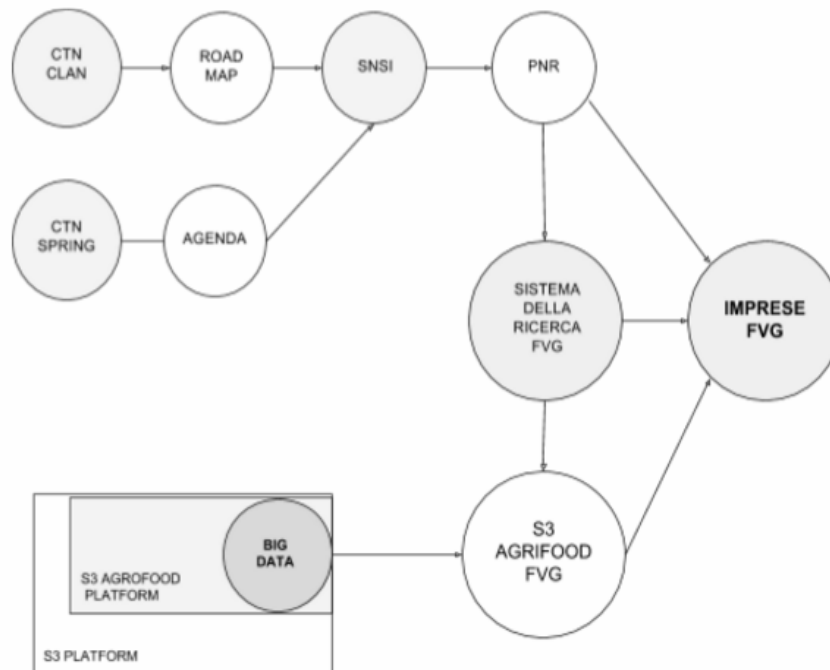 CTN
CLAN
ROAD
MAP
SNSI
PNR
CTN
SPRING
AGENDA
SISTEMA
DELLA
RICERCA
FVG
IMPRESE
FVG
BIG
DATA
S3 AGROFOOD
PLATFORM
S3
AGRIFOOD
FVG
S3 PLATFORM